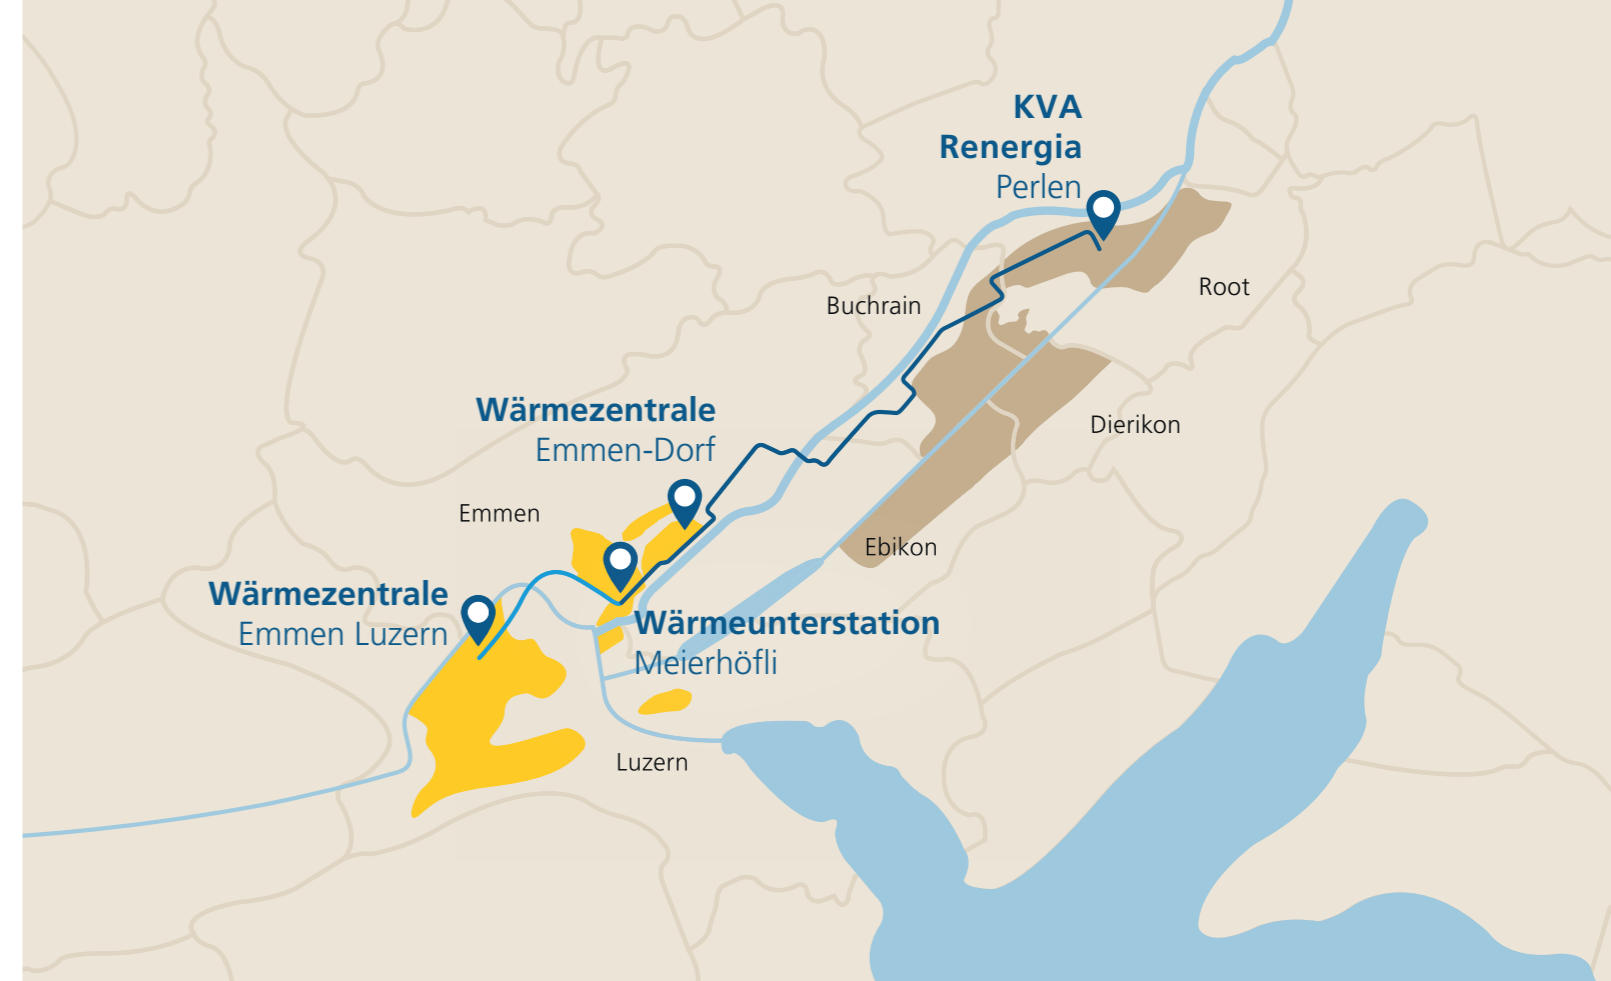 KVA
Renergia
Perlen
Root
Buchrain
Wärmezentrale
Emmen-Dorf
Dierikon
Emmen
Ebikon
Wärmezentrale
Emmen Luzern
Wärmeunterstation
Meierhöfli
Luzern